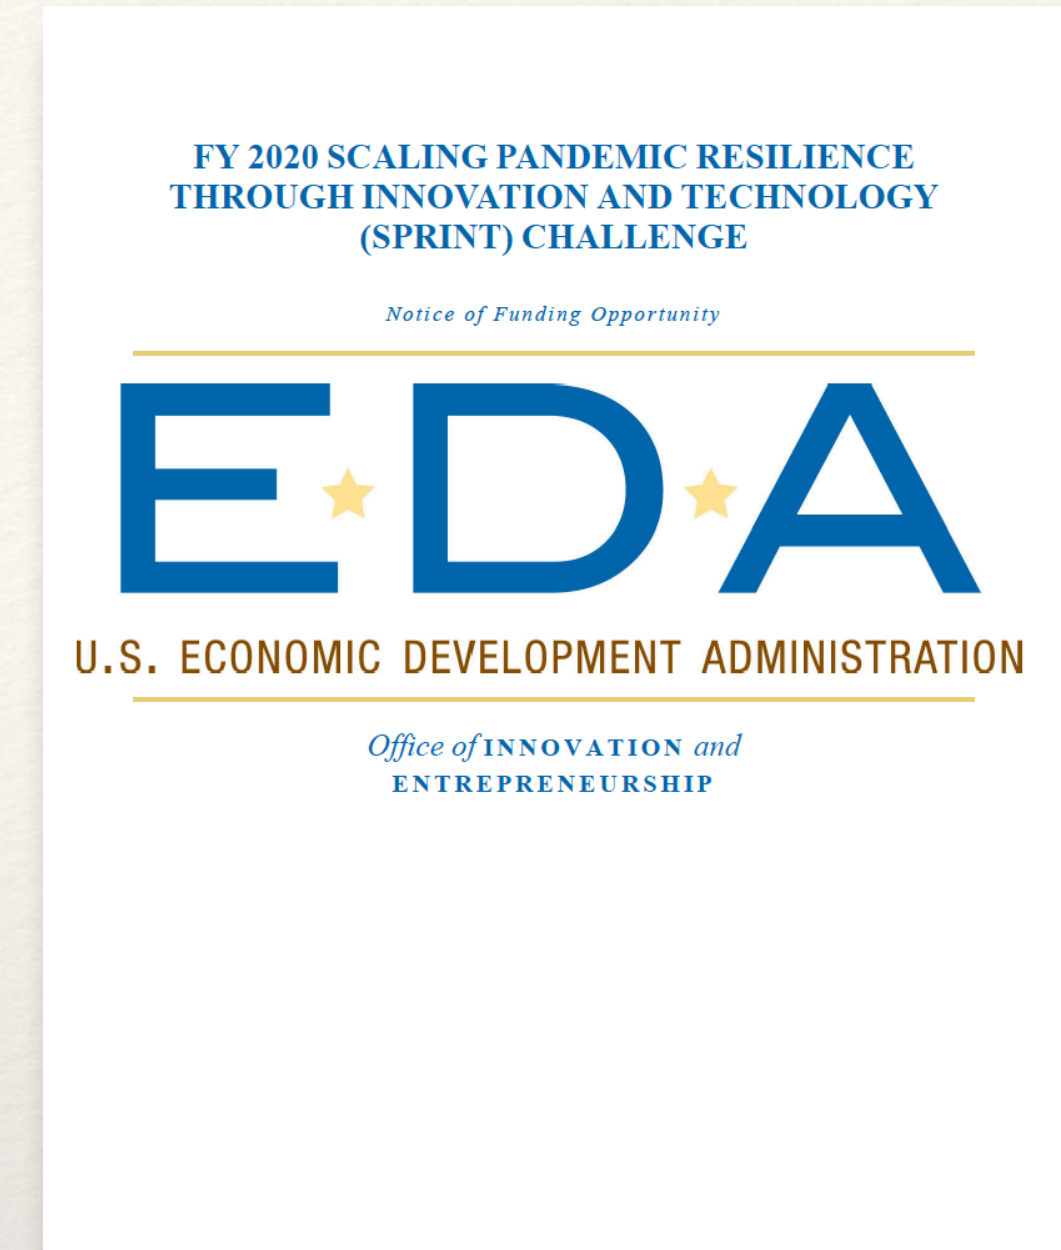 FY 2020 SCALING PANDEMIC RESILIENCE
THROUGH INNOVATION AND TECHNOLOGY
(SPRINT) CHALLENGE
Notice of Funding Opportunity
E★D★A
U.S. ECONOMIC DEVELOPMENT ADMINISTRATION
Office of INNOVATION and
ENTREPRENEURSHIP